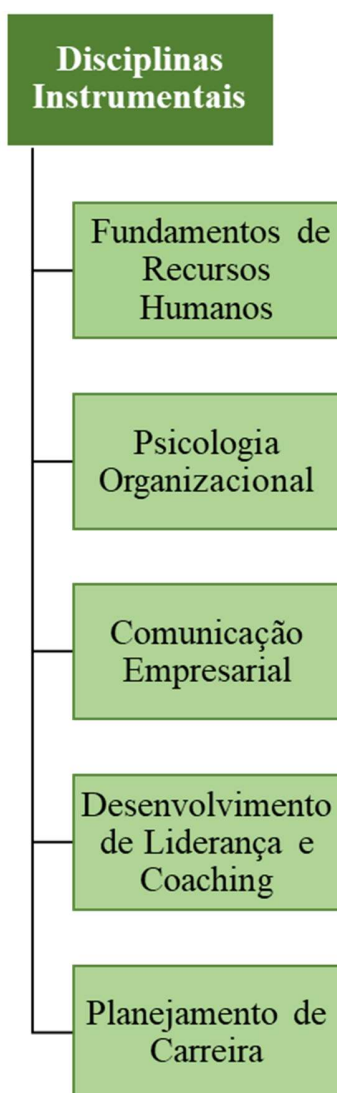 Disciplinas
Instrumentais
Fundamentos de
Recursos
Humanos
Psicologia
Organizacional
Comunicação
Empresarial
Desenvolvimento
de Liderança e
Coaching
Planejamento de
Carreira